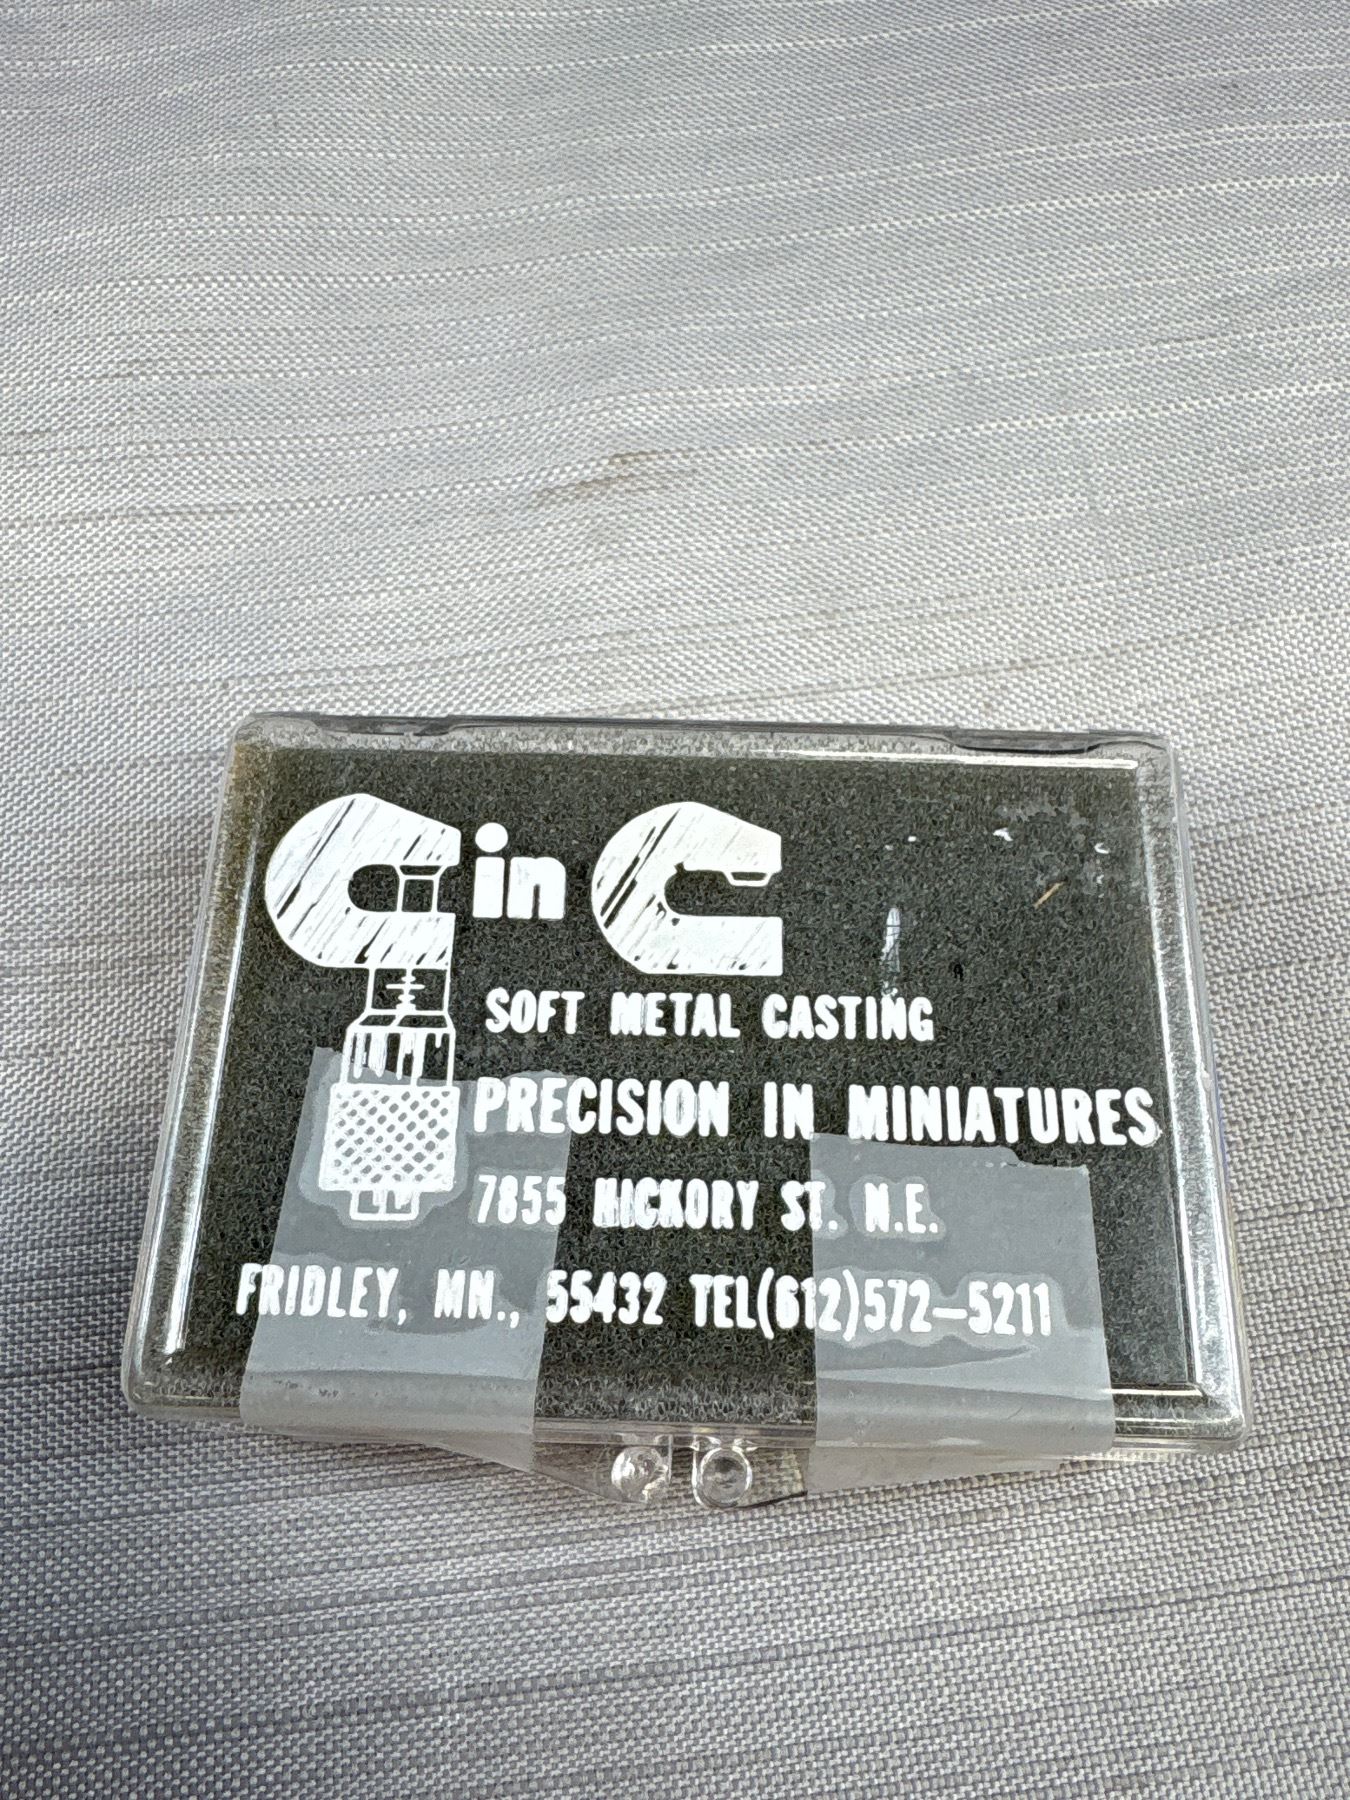 C in C
SOFT METAL CASTING
PRECISION IN MINIATURES
7855 HICKORY ST. N.E.
FRIDLEY, MN., 55432 TEL(612)572-5211